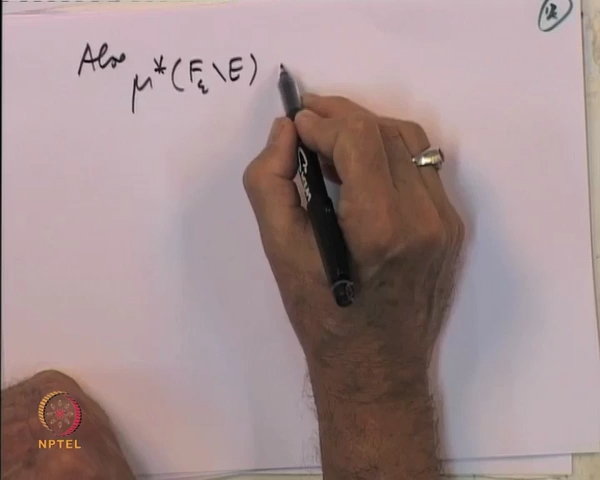 Also μ*(F_ε \ E)
NPTEL